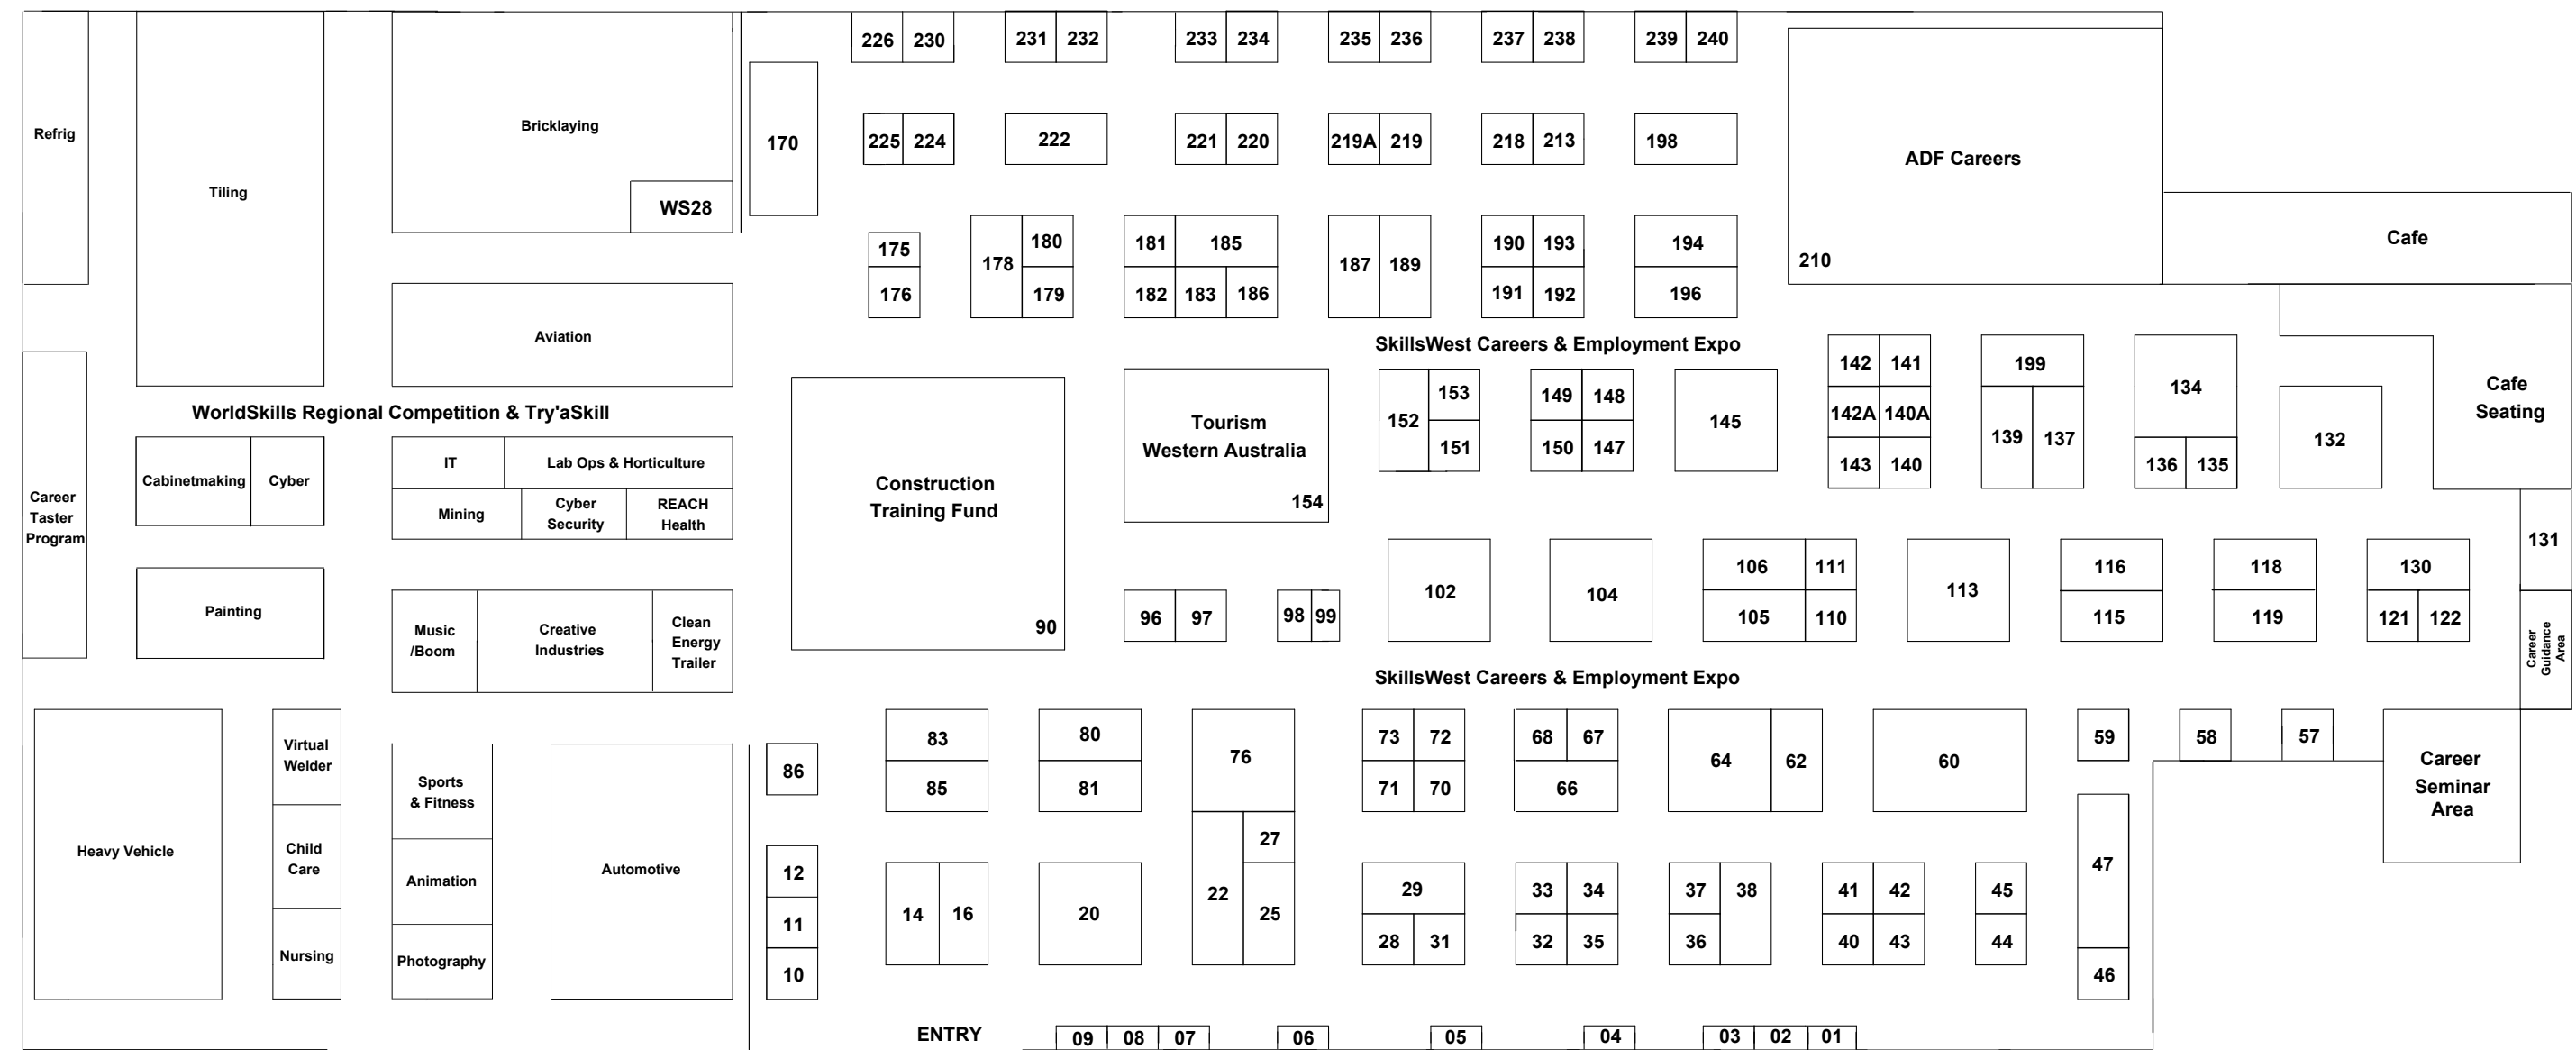 226 230 231 232 233 234 235 236 237 238 239 240
Refrig
Tiling
Bricklaying
WS28
170
225 224 222 221 220 219A 219 218 213 198
ADF Careers
210
Cafe
175
176
178
180
179
181 185
182 183 186
187 189
190 193
191 192
194
196
Aviation
SkillsWest Careers & Employment Expo
WorldSkills Regional Competition & Try'aSkill
Career
Taster
Program
Cabinetmaking
Cyber
IT
Lab Ops & Horticulture
Mining
Cyber
Security
REACH
Health
Painting
Music
/Boom
Creative
Industries
Clean
Energy
Trailer
Construction
Training Fund
90
Tourism
Western Australia
154
152
153
151
149 148
150 147
145
142 141
142A 140A
143 140
199
139 137
134
136 135
132
Cafe
Seating
131
96 97
98 99
102
104
106 111
105 110
113
116
115
118
119
130
121 122
Career
Guidance
Area
SkillsWest Careers & Employment Expo
Heavy Vehicle
Virtual
Welder
Child
Care
Nursing
Sports
& Fitness
Animation
Photography
Automotive
86
83
85
80
81
76
27
22
25
73 72
71 70
68 67
66
64 62
60
59
58
57
Career
Seminar
Area
12
11
10
14 16
20
29
28 31
33 34
32 35
37 38
36
41 42
40 43
45
44
47
46
ENTRY
09 08 07 06 05 04 03 02 01